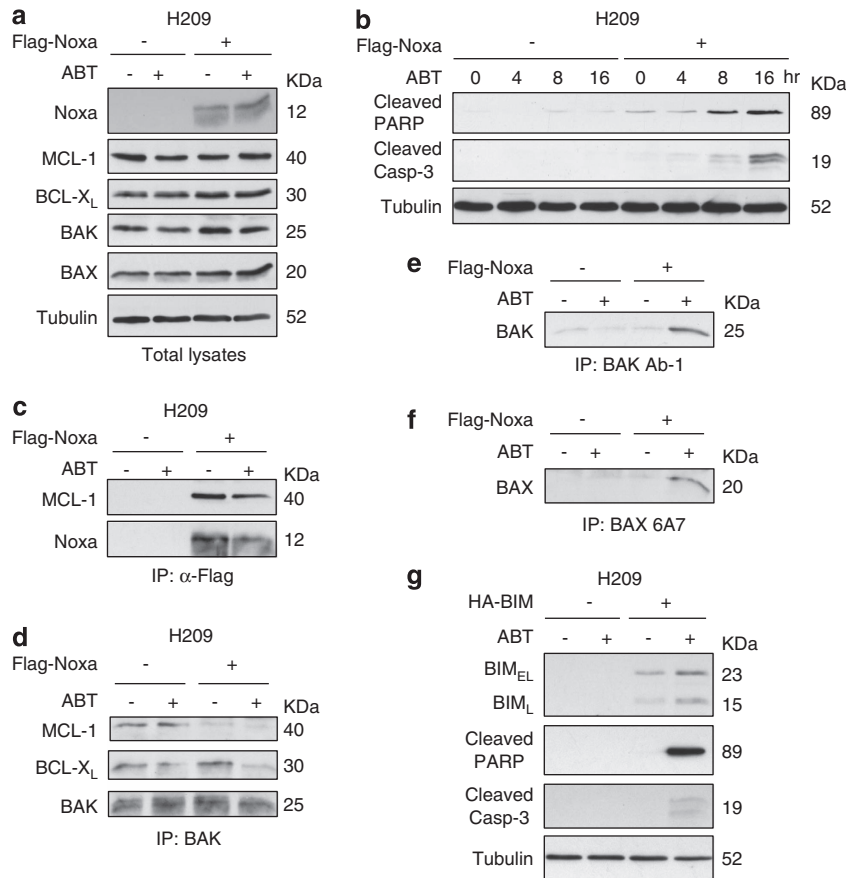 a
H209
Flag-Noxa - +
ABT - + - + KDa
Noxa 12
MCL-1 40
BCL-XL 30
BAK 25
BAX 20
Tubulin 52
Total lysates
b
H209
Flag-Noxa - +
ABT 0 4 8 16 0 4 8 16 hr KDa
Cleaved PARP 89
Cleaved Casp-3 19
Tubulin 52
c
H209
Flag-Noxa - +
ABT - + - + KDa
MCL-1 40
Noxa 12
IP: α-Flag
d
H209
Flag-Noxa - +
ABT - + - + KDa
MCL-1 40
BCL-XL 30
BAK 25
IP: BAK
e
Flag-Noxa - +
ABT - + - + KDa
BAK 25
IP: BAK Ab-1
f
Flag-Noxa - +
ABT - + - + KDa
BAX 20
IP: BAX 6A7
g
H209
HA-BIM - +
ABT - + - + KDa
BIMEL 23
BIML 15
Cleaved PARP 89
Cleaved Casp-3 19
Tubulin 52